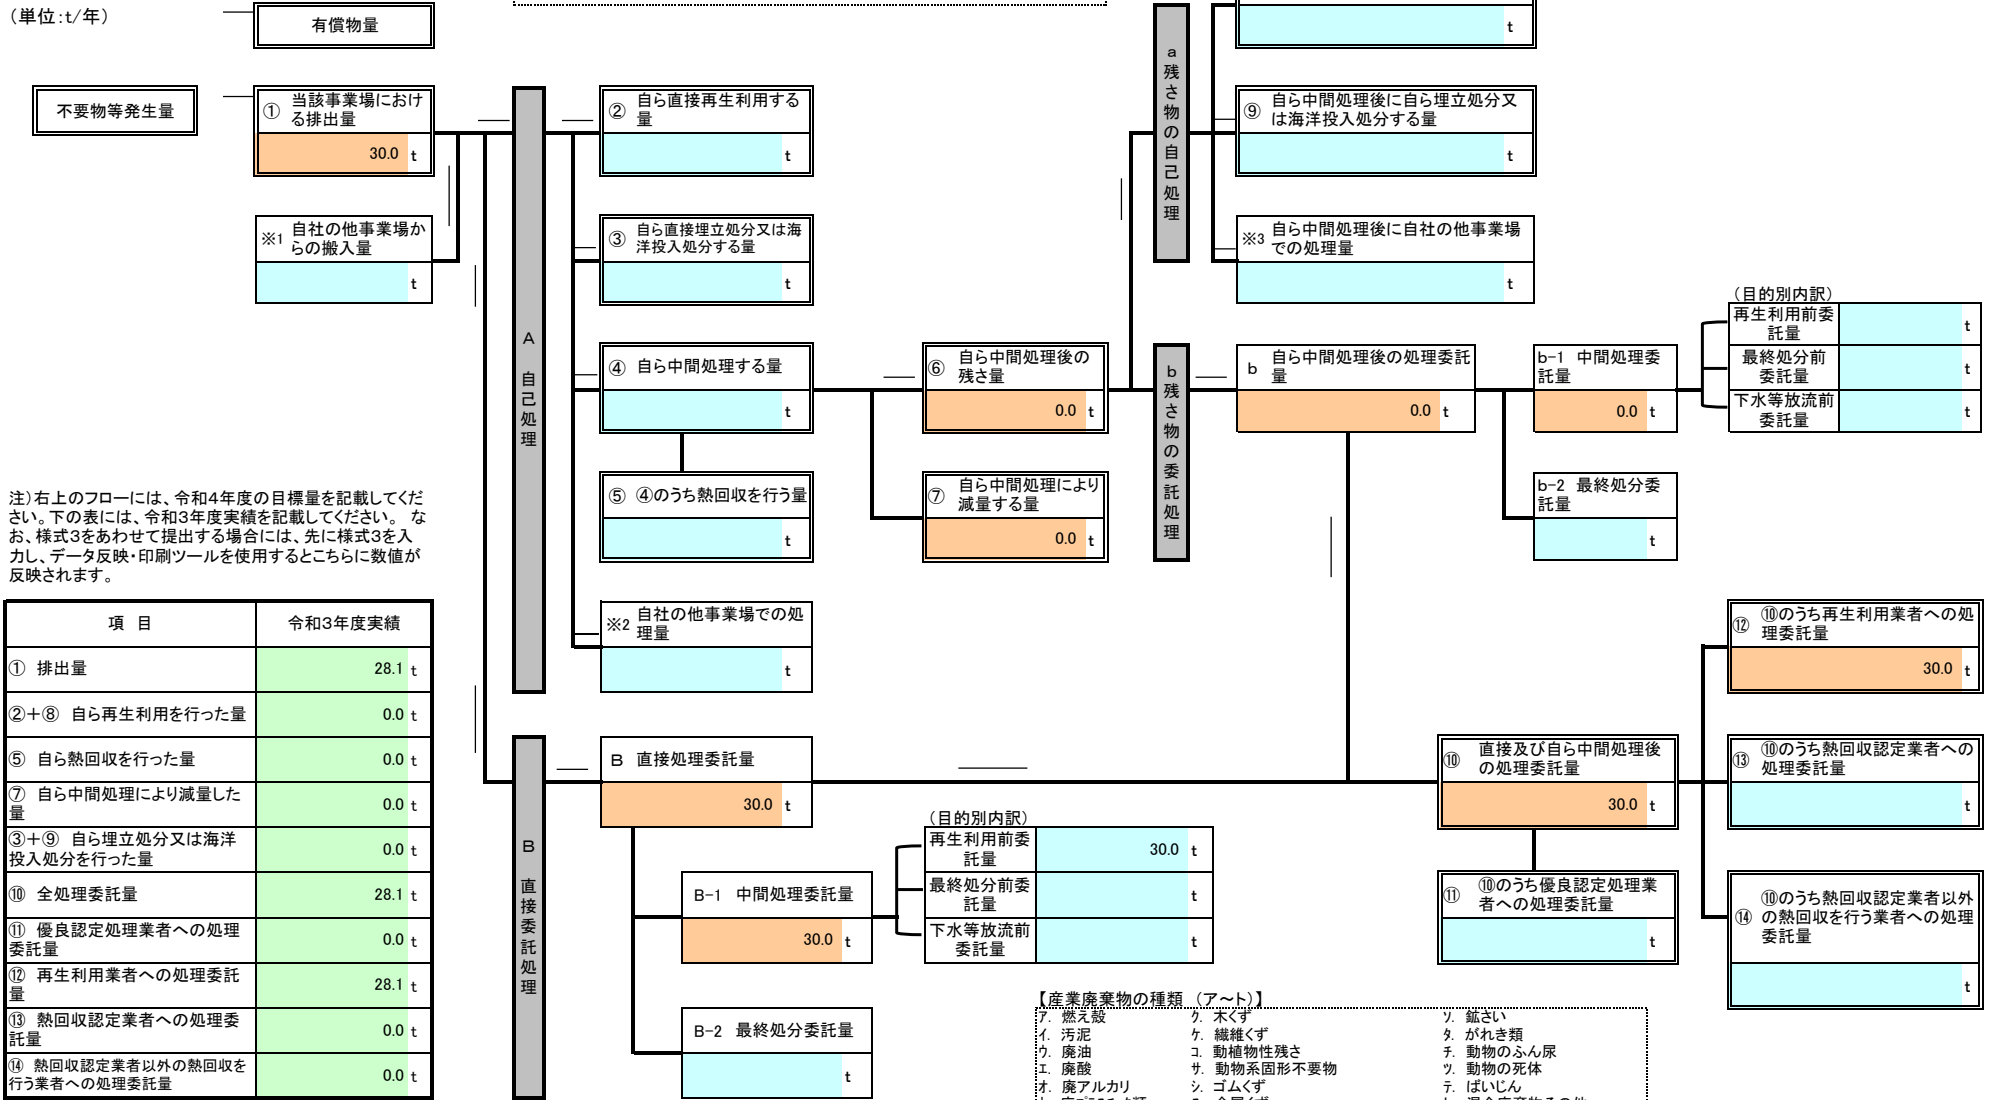 （単位:t/年）
有償物量
t
不要物等発生量
① 当該事業場におけ
る排出量
30.0 t
※1 自社の他事業場か
らの搬入量
t
A 自己処理
② 自ら直接再生利用する
量
t
③ 自ら直接埋立処分又は海
洋投入処分する量
t
④ 自ら中間処理する量
t
⑤ ④のうち熱回収を行う量
t
※2 自社の他事業場での処
理量
t
⑥ 自ら中間処理後の
残さ量
0.0 t
⑦ 自ら中間処理により
減量する量
0.0 t
a 残さ物の自己処理
⑨ 自ら中間処理後に自ら埋立処分又
は海洋投入処分する量
t
※3 自ら中間処理後に自社の他事業場
での処理量
t
b 残さ物の委託処理
b 自ら中間処理後の処理委託
量
0.0 t
b-1 中間処理委
託量
0.0 t
b-2 最終処分委
託量
t
（目的別内訳）
再生利用前委
託量
t
最終処分前
委託量
t
下水等放流前
委託量
t
注）右上のフローには、令和4年度の目標量を記載してくだ
さい。下の表には、令和3年度実績を記載してください。 な
お、様式3をあわせて提出する場合には、先に様式3を入
力し、データ反映・印刷ツールを使用するとこちらに数値が
反映されます。
項 目 令和3年度実績
① 排出量 28.1 t
②＋⑧ 自ら再生利用を行った量 0.0 t
⑤ 自ら熱回収を行った量 0.0 t
⑦ 自ら中間処理により減量した
量 0.0 t
③＋⑨ 自ら埋立処分又は海洋
投入処分を行った量 0.0 t
⑩ 全処理委託量 28.1 t
⑪ 優良認定処理業者への処理
委託量 0.0 t
⑫ 再生利用業者への処理委託
量 28.1 t
⑬ 熱回収認定業者への処理委
託量 0.0 t
⑭ 熱回収認定業者以外の熱回収を
行う業者への処理委託量 0.0 t
B 直接委託処理
B 直接処理委託量
30.0 t
B-1 中間処理委託量
30.0 t
B-2 最終処分委託量
t
（目的別内訳）
再生利用前委
託量
30.0 t
最終処分前委
託量
t
下水等放流前
委託量
t
⑩ 直接及び自ら中間処理後
の処理委託量
30.0 t
⑪ ⑩のうち優良認定処理業
者への処理委託量
t
⑫ ⑩のうち再生利用業者への処
理委託量
30.0 t
⑬ ⑩のうち熱回収認定業者への
処理委託量
t
⑭ ⑩のうち熱回収認定業者以外
の熱回収を行う業者への処理
委託量
t
【産業廃棄物の種類 （ア～ト）】
ア. 燃え殻 ク. 木くず ソ. 鉱さい
イ. 汚泥 ケ. 繊維くず タ. がれき類
ウ. 廃油 コ. 動植物性残さ チ. 動物のふん尿
エ. 廃酸 サ. 動物系固形不要物 ツ. 動物の死体
オ. 廃アルカリ シ. ゴムくず テ. ばいじん